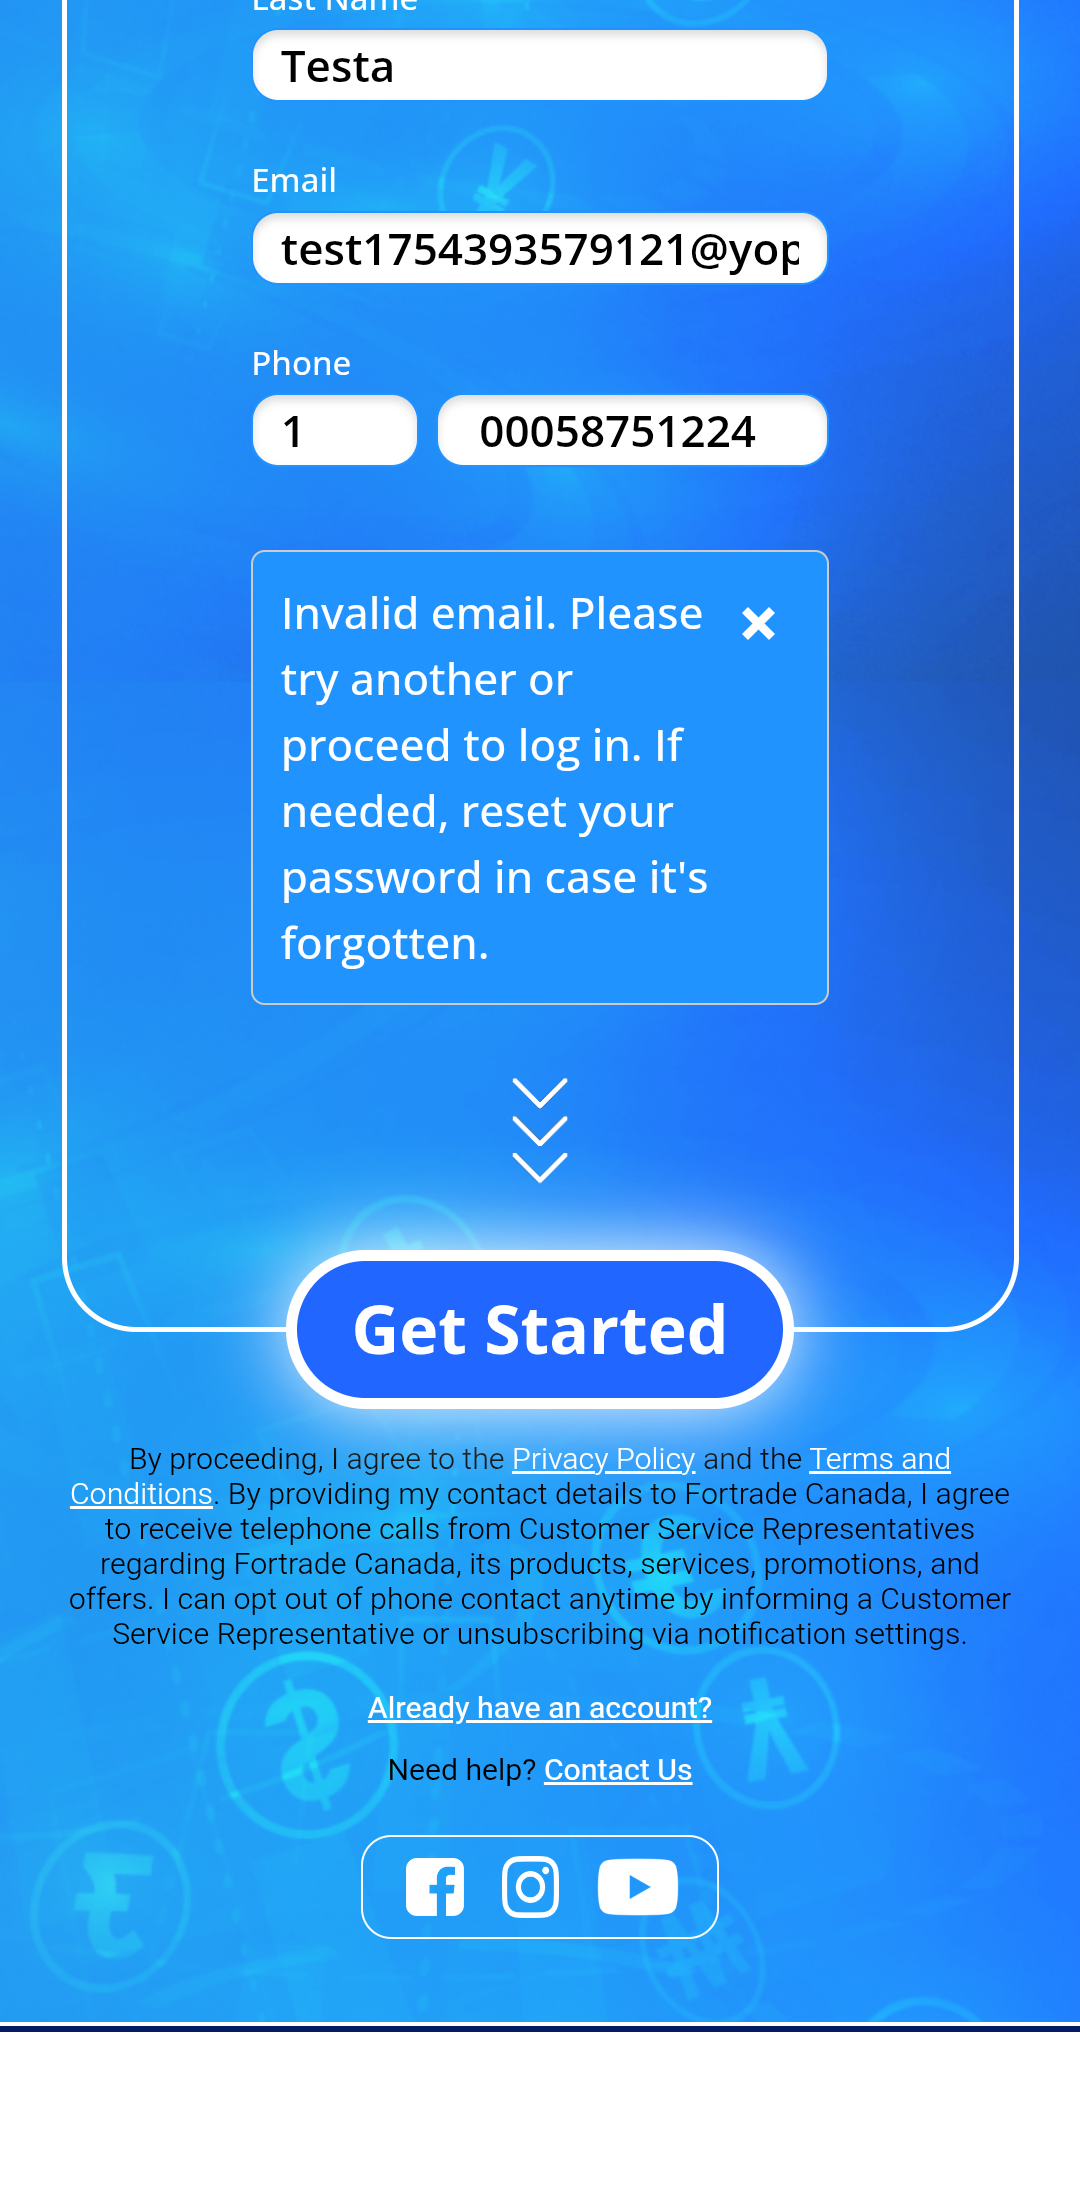 Last Name
Testa
Email
test1754393579121@yop
Phone
1
00058751224
Invalid email. Please
try another or
proceed to log in. If
needed, reset your
password in case it's
forgotten.
Get Started
By proceeding, I agree to the Privacy Policy and the Terms and
Conditions. By providing my contact details to Fortrade Canada, I agree
to receive telephone calls from Customer Service Representatives
regarding Fortrade Canada, its products, services, promotions, and
offers. I can opt out of phone contact anytime by informing a Customer
Service Representative or unsubscribing via notification settings.
Already have an account?
Need help? Contact Us